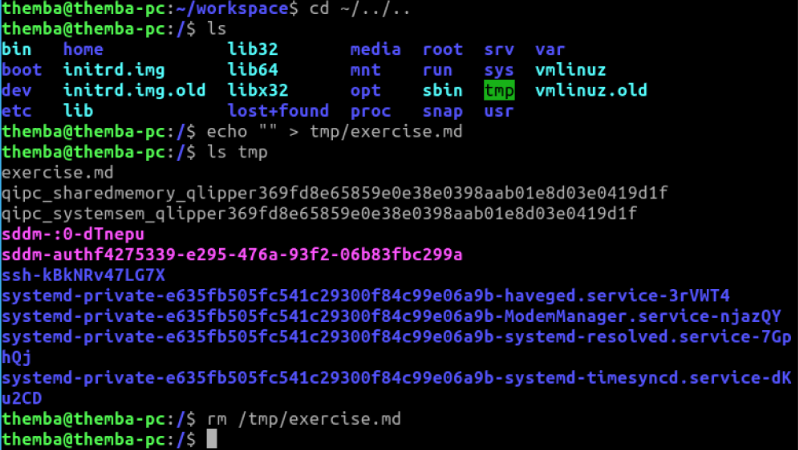 themba@themba-pc:~/workspace$ cd ~/../..
themba@themba-pc:/$ ls
bin   home            lib32       media  root  srv  var
boot  initrd.img      lib64       mnt    run   sys  vmlinuz
dev   initrd.img.old  libx32      opt    sbin  tmp  vmlinuz.old
etc   lib             lost+found  proc   snap  usr
themba@themba-pc:/$ echo "" > tmp/exercise.md
themba@themba-pc:/$ ls tmp
exercise.md
qipc_sharedmemory_qlipper369fd8e65859e0e38e0398aab01e8d03e0419d1f
qipc_systemsem_qlipper369fd8e65859e0e38e0398aab01e8d03e0419d1f
sddm-:0-dTnepu
sddm-authf4275339-e295-476a-93f2-06b83fbc299a
ssh-kBkNRv47LG7X
systemd-private-e635fb505fc541c29300f84c99e06a9b-haveged.service-3rVWT4
systemd-private-e635fb505fc541c29300f84c99e06a9b-ModemManager.service-njazQY
systemd-private-e635fb505fc541c29300f84c99e06a9b-systemd-resolved.service-7Gp
hQj
systemd-private-e635fb505fc541c29300f84c99e06a9b-systemd-timesyncd.service-dK
u2CD
themba@themba-pc:/$ rm /tmp/exercise.md
themba@themba-pc:/$